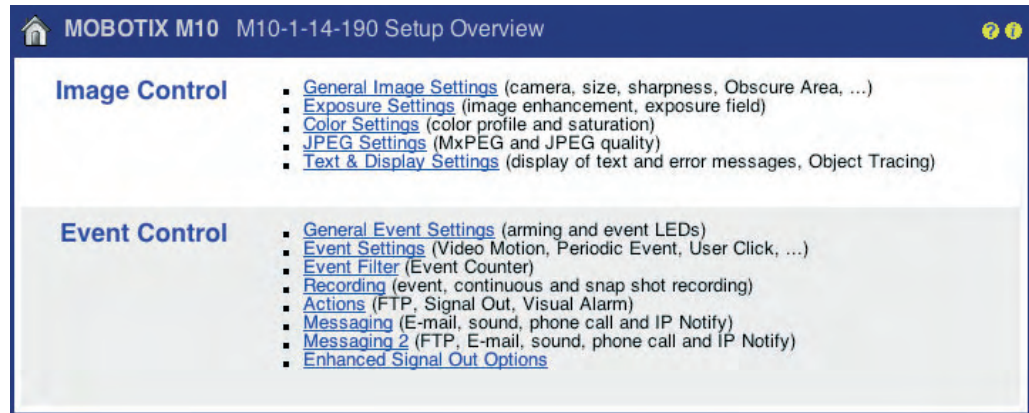 MOBOTIX M10 M10-1-14-190 Setup Overview ? i
Image Control
General Image Settings (camera, size, sharpness, Obscure Area, ...)
Exposure Settings (image enhancement, exposure field)
Color Settings (color profile and saturation)
JPEG Settings (MxPEG and JPEG quality)
Text & Display Settings (display of text and error messages, Object Tracing)
Event Control
General Event Settings (arming and event LEDs)
Event Settings (Video Motion, Periodic Event, User Click, ...)
Event Filter (Event Counter)
Recording (event, continuous and snap shot recording)
Actions (FTP, Signal Out, Visual Alarm)
Messaging (E-mail, sound, phone call and IP Notify)
Messaging 2 (FTP, E-mail, sound, phone call and IP Notify)
Enhanced Signal Out Options